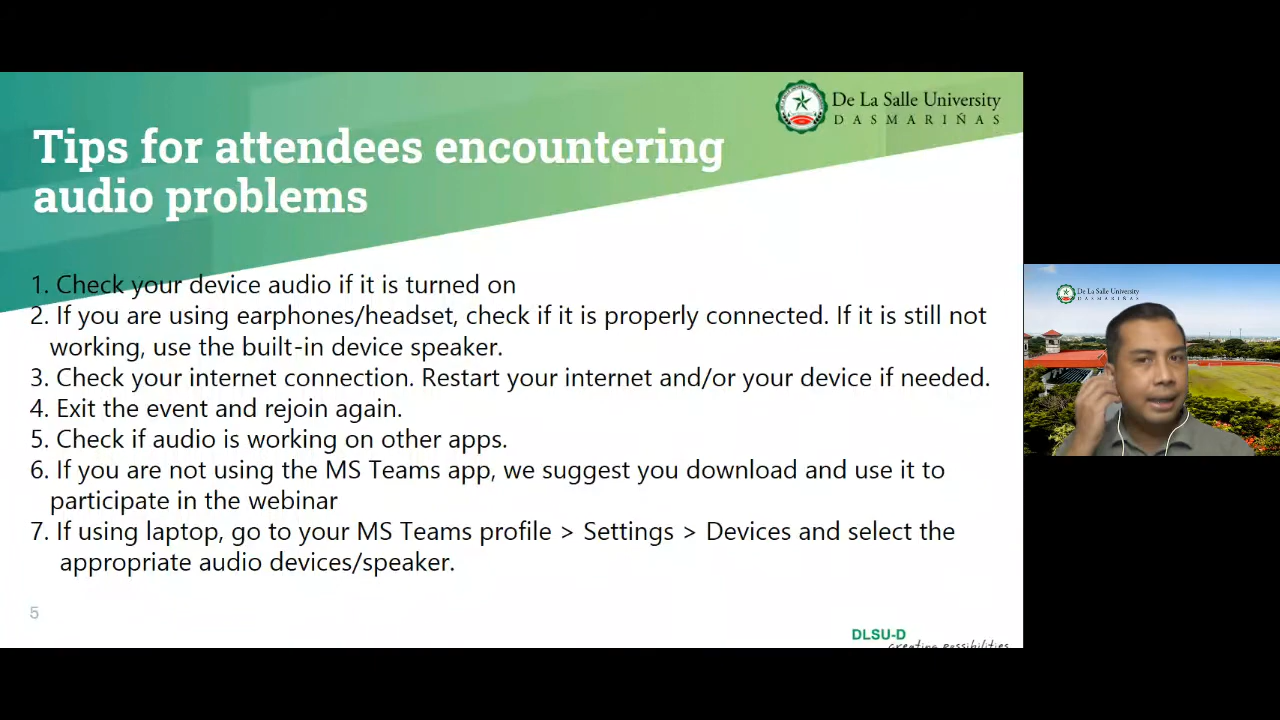 De La Salle University
DASMARIÑAS
Tips for attendees encountering
audio problems
1. Check your device audio if it is turned on
2. If you are using earphones/headset, check if it is properly connected. If it is still not
working, use the built-in device speaker.
3. Check your internet connection. Restart your internet and/or your device if needed.
4. Exit the event and rejoin again.
5. Check if audio is working on other apps.
6. If you are not using the MS Teams app, we suggest you download and use it to
participate in the webinar
7. If using laptop, go to your MS Teams profile > Settings > Devices and select the
appropriate audio devices/speaker.
5
DLSU-D
creating possibilities
De La Salle University
DASMARIÑAS